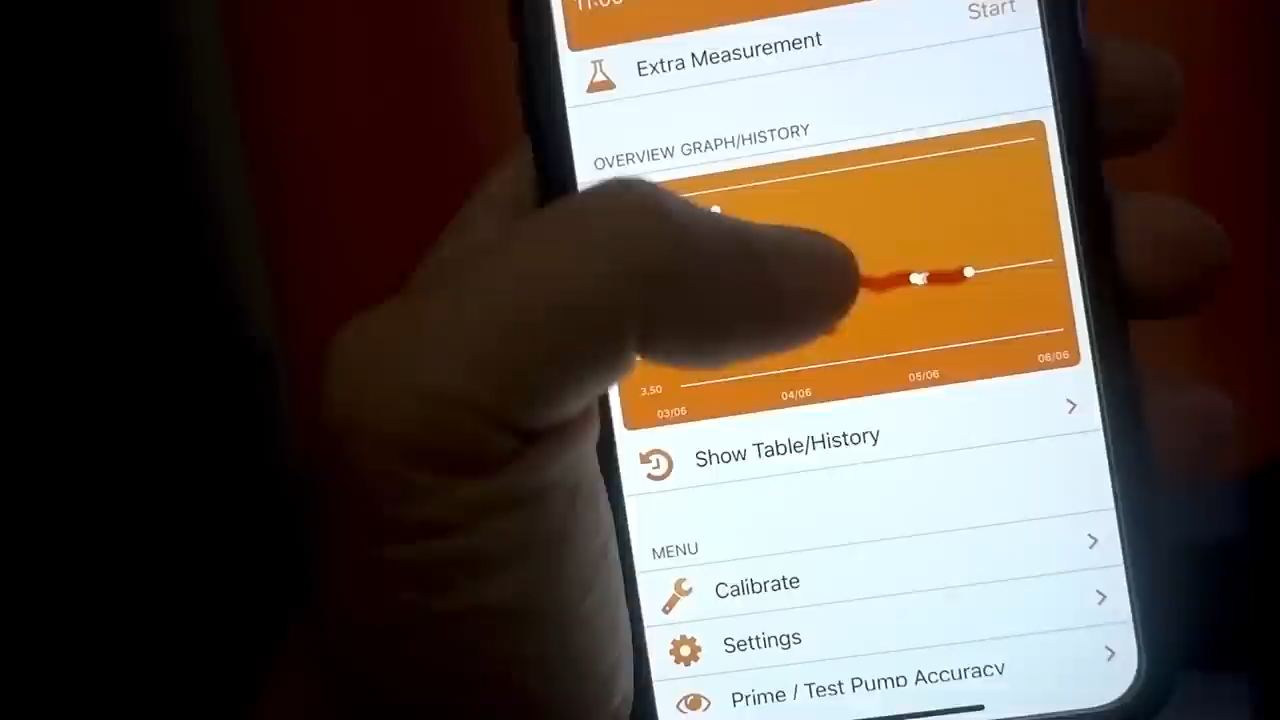 Start
Extra Measurement
OVERVIEW GRAPH/HISTORY
3.50
03/06
04/06
05/06
06/06
Show Table/History
MENU
Calibrate
Settings
Prime / Test Pump Accuracy